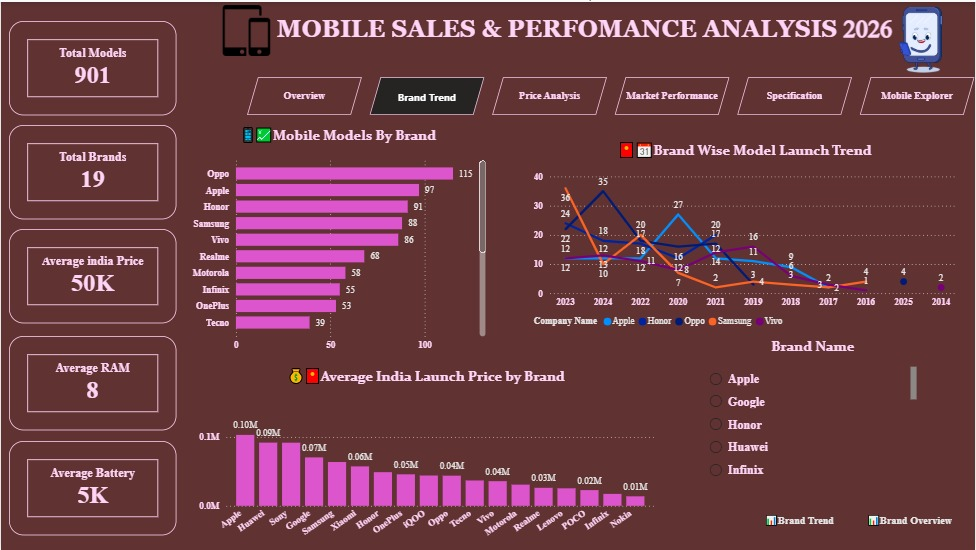 MOBILE SALES & PERFOMANCE ANALYSIS 2026
Overview
Brand Trend
Price Analysis
Market Performance
Specification
Mobile Explorer
Total Models
901
Total Brands
19
Average india Price
50K
Average RAM
8
Average Battery
5K
Mobile Models By Brand
Oppo 115
Apple 97
Honor 91
Samsung 88
Vivo 86
Realme 68
Motorola 58
Infinix 55
OnePlus 53
Tecno 39
0 50 100
31 Brand Wise Model Launch Trend
40
30
20
10
0
36
24
22
12
12
35
18
12
10
20
17
18
12
11
27
16
12
8
7
20
17
14
2
16
11
3
4
9
6
3
3
2
2
4
1
4
2
2023 2024 2022 2020 2021 2019 2018 2017 2016 2025 2014
Company Name Apple Honor Oppo Samsung Vivo
Average India Launch Price by Brand
0.1M
0.0M
0.10M
0.09M
0.07M
0.06M
0.05M
0.04M
0.04M
0.03M
0.02M
0.01M
Apple
Huawei
Sony
Google
Samsung
Xiaomi
Honor
OnePlus
IQOO
Oppo
Tecno
Vivo
Motorola
Realme
Lenovo
POCO
Infinix
Nokia
Brand Name
Apple
Google
Honor
Huawei
Infinix
Brand Trend
Brand Overview